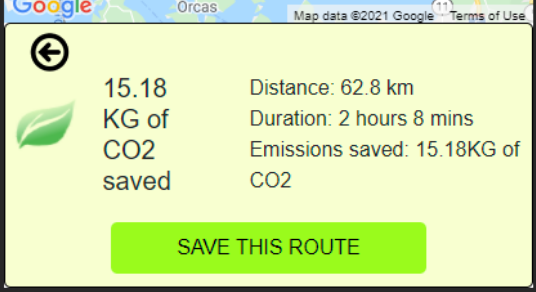 Google
Orcas
11
Map data ©2021 Google
Terms of Use
15.18
KG of
CO2
saved
Distance: 62.8 km
Duration: 2 hours 8 mins
Emissions saved: 15.18KG of
CO2
SAVE THIS ROUTE